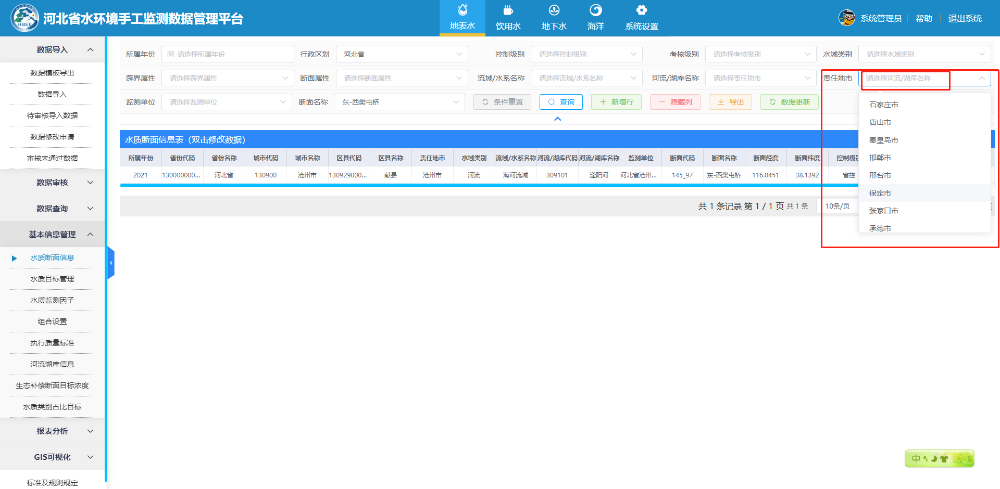 HBEE
河北省水环境手工监测数据管理平台
地表水
饮用水
地下水
海洋
系统设置
系统管理员
帮助
退出系统
数据导入
数据模板导出
数据导入
待审核导入数据
数据修改申请
审核未通过数据
数据审核
数据查询
基本信息管理
水质断面信息
水质目标管理
水质监测因子
组合设置
执行质量标准
河流湖库信息
生态补偿断面目标浓度
水质类别占比目标
报表分析
GIS可视化
标准及规则规定
所属年份 请选择所属年份 行政区划 河北省 控制级别 请选择控制级别 考核级别 请选择考核级别 水域类别 请选择水域类别
跨界属性 请选择跨界属性 断面属性 请选择断面属性 流域/水系名称 请选择流域/水系名称 河流/湖库名称 请选择责任地市 责任地市 请选择河流/湖库名称
监测单位 请选择监测单位 断面名称 东-西樊屯桥 条件重置 查询 新增行 隐藏列 导出 数据更新
石家庄市
唐山市
秦皇岛市
邯郸市
邢台市
保定市
张家口市
承德市
水质断面信息表（双击修改数据）
所属年份 省份代码 省份名称 城市代码 城市名称 区县代码 区县名称 责任地市 水域类别 流域/水系名称 河流/湖库代码 河流/湖库名称 监测单位 断面代码 断面名称 断面经度 断面纬度 控制级别
2021 130000000... 河北省 130900 沧州市 130929000... 献县 沧州市 河流 海河流域 309101 滏阳河 河北省沧州... 145_97 东-西樊屯桥 116.0451 38.1392 省控
共 1 条记录 第 1 / 1 页 共 1 条 10条/页
中